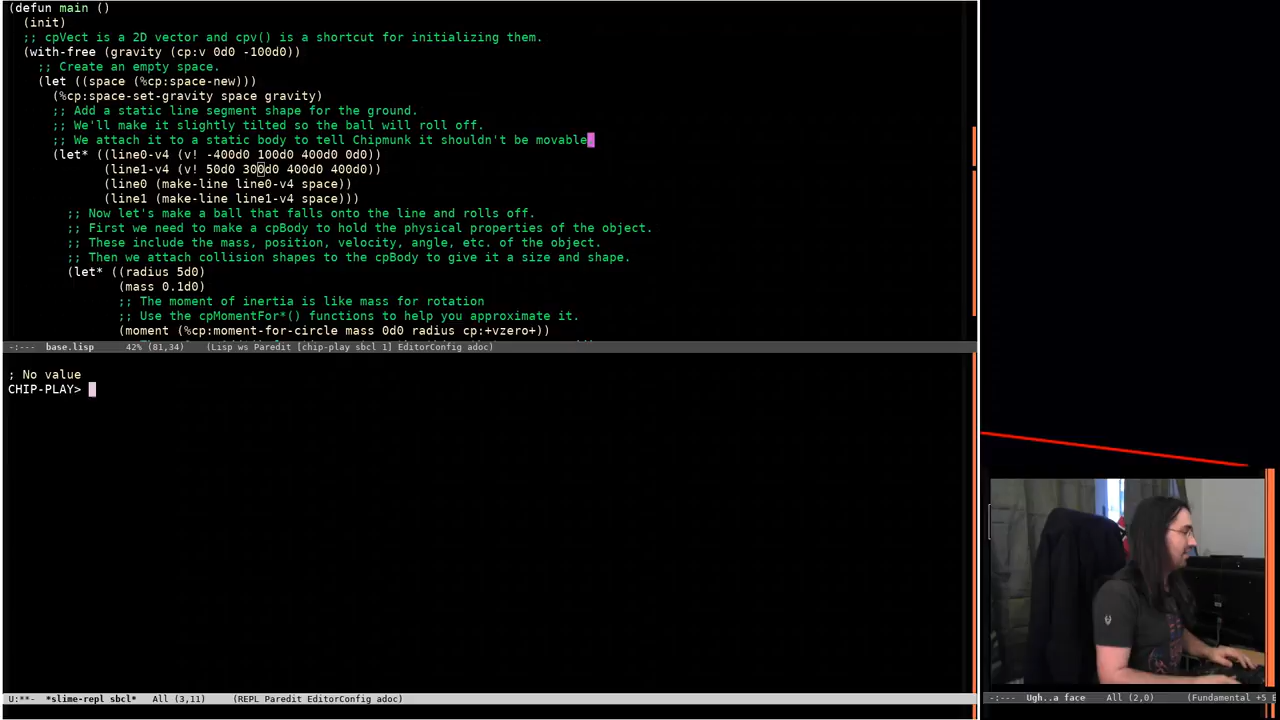 (defun main ()
(init)
;; cpVect is a 2D vector and cpv() is a shortcut for initializing them.
(with-free (gravity (cp:v 0d0 -100d0))
;; Create an empty space.
(let ((space (%cp:space-new)))
(%cp:space-set-gravity space gravity)
;; Add a static line segment shape for the ground.
;; We'll make it slightly tilted so the ball will roll off.
;; We attach it to a static body to tell Chipmunk it shouldn't be movable
(let* ((line0-v4 (v! -400d0 100d0 400d0 0d0))
(line1-v4 (v! 50d0 300d0 400d0 400d0))
(line0 (make-line line0-v4 space))
(line1 (make-line line1-v4 space)))
;; Now let's make a ball that falls onto the line and rolls off.
;; First we need to make a cpBody to hold the physical properties of the object.
;; These include the mass, position, velocity, angle, etc. of the object.
;; Then we attach collision shapes to the cpBody to give it a size and shape.
(let* ((radius 5d0)
(mass 0.1d0)
;; The moment of inertia is like mass for rotation
;; Use the cpMomentFor*() functions to help you approximate it.
(moment (%cp:moment-for-circle mass 0d0 radius cp:+vzero+))
-:--- base.lisp 42% (81,34) (Lisp ws Paredit [chip-play sbcl 1] EditorConfig adoc)
; No value
CHIP-PLAY>
U:**- *slime-repl sbcl* All (3,11) (REPL Paredit EditorConfig adoc)
-:--- Ugh..a face All (2,0) (Fundamental +5 E